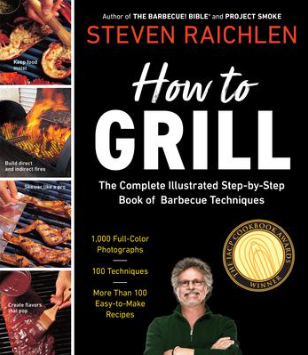 Author of THE BARBECUE! BIBLE® and PROJECT SMOKE
STEVEN RAICHLEN
How to
GRILL
The Complete Illustrated Step-by-Step
Book of Barbecue Techniques
1,000 Full-Color
Photographs
100 Techniques
More Than 100
Easy-to-Make
Recipes
THE IACP COOKBOOK AWARDS
WINNER
Keep food
moist
Build direct
and indirect fires
Skewer like a pro
Create flavors
that pop